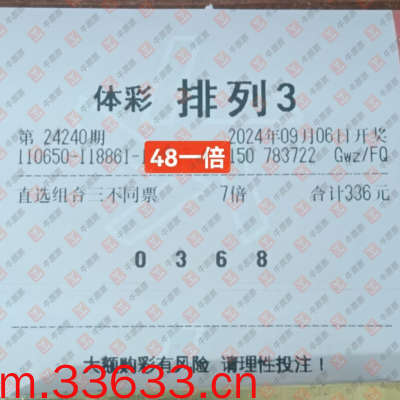 体彩 排列3
第 24240期 2024年09月06日开奖
110650-118861- 48一倍 150 783722 Gwz/FQ
直选组合三不同票 7倍 合计336元
0 3 6 8
大额购彩有风险 请理性投注！
m.33633.cn